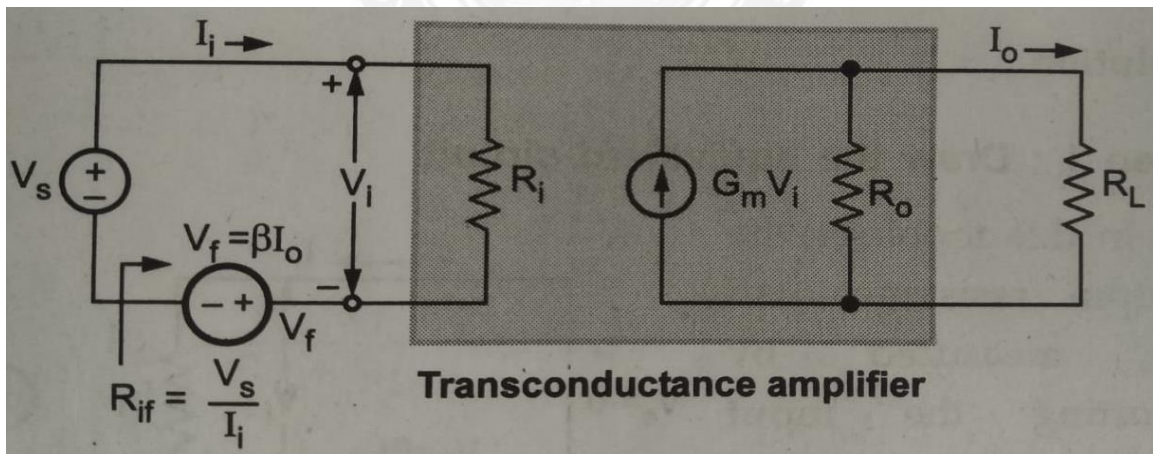 I_i →
I_o →
+
V_s
+
−
V_i
R_i
G_mV_i
R_o
R_L
V_f = βI_o
−
− +
V_f
R_if = V_s / I_i
Transconductance amplifier